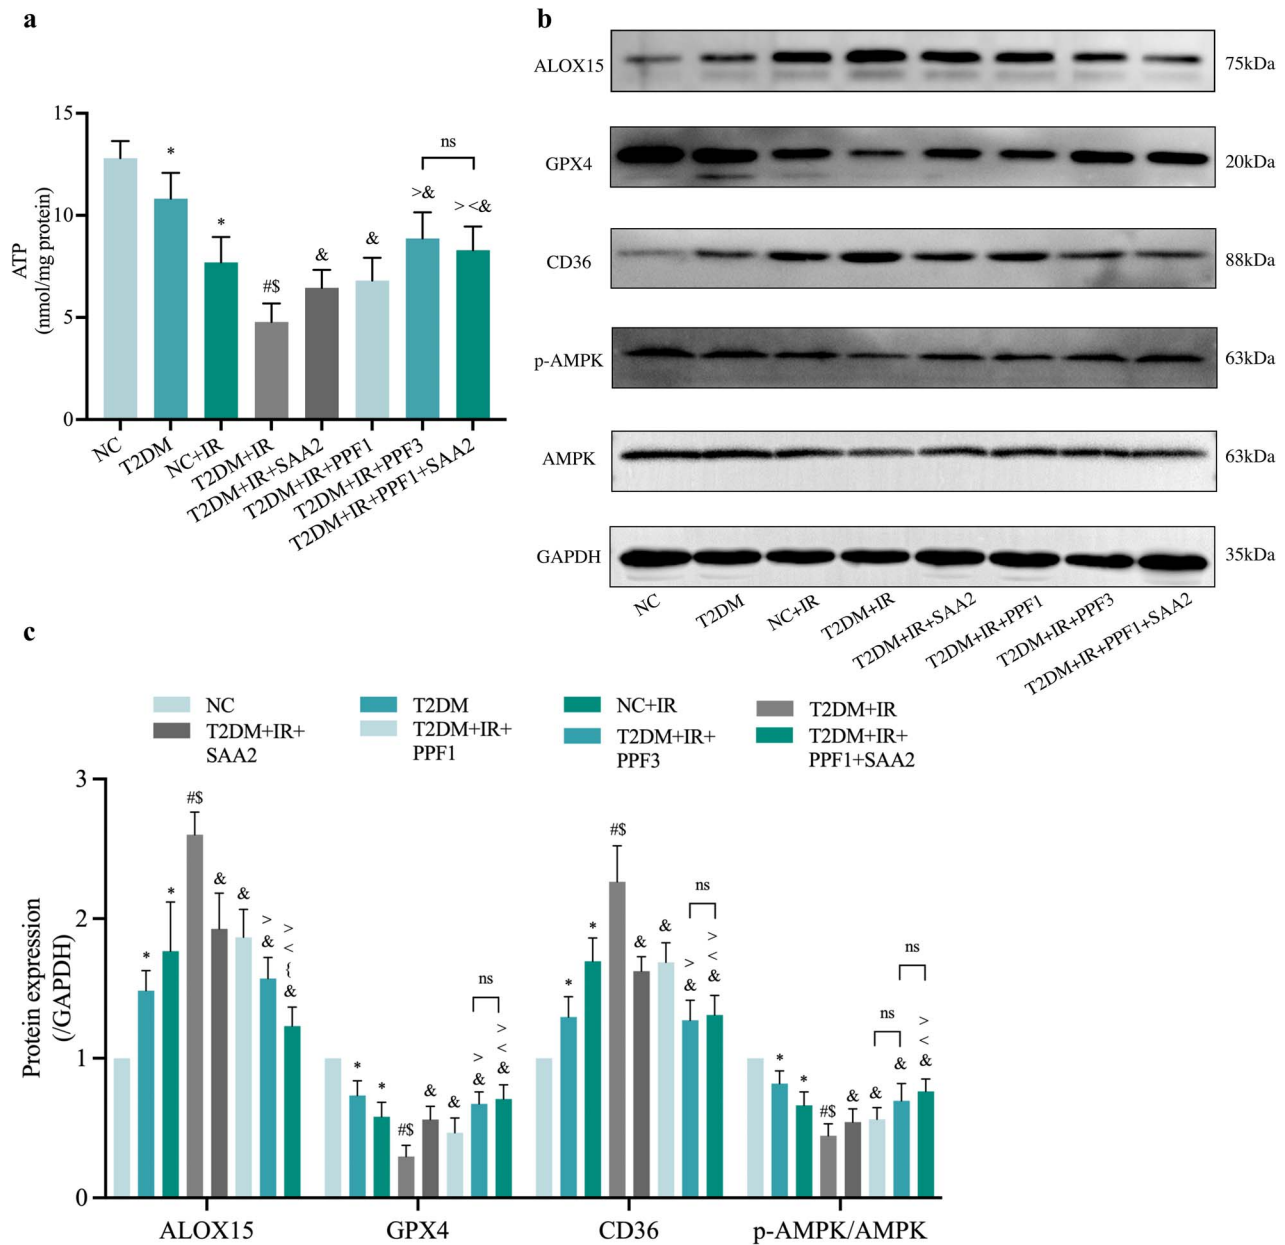 a
ATP
(nmol/mg protein)
15
10
5
0
*
*
#$
&
&
>&
> <&
ns
NC
T2DM
NC+IR
T2DM+IR
T2DM+IR+SAA2
T2DM+IR+PPF1
T2DM+IR+PPF3
T2DM+IR+PPF1+SAA2
b
ALOX15
75kDa
GPX4
20kDa
CD36
88kDa
p-AMPK
63kDa
AMPK
63kDa
GAPDH
35kDa
NC
T2DM
NC+IR
T2DM+IR
T2DM+IR+SAA2
T2DM+IR+PPF1
T2DM+IR+PPF3
T2DM+IR+PPF1+SAA2
c
NC
T2DM
NC+IR
T2DM+IR
T2DM+IR+
SAA2
T2DM+IR+
PPF1
T2DM+IR+
PPF3
T2DM+IR+
PPF1+SAA2
Protein expression
(/GAPDH)
3
2
1
0
*
*
#$
&
&
>
&
>
<
{
&
*
*
#$
&
&
>
&
>
<
&
ns
*
*
#$
&
&
>
&
>
<
&
ns
*
*
#$
&
&
&
>
<
&
ns
ns
ALOX15
GPX4
CD36
p-AMPK/AMPK